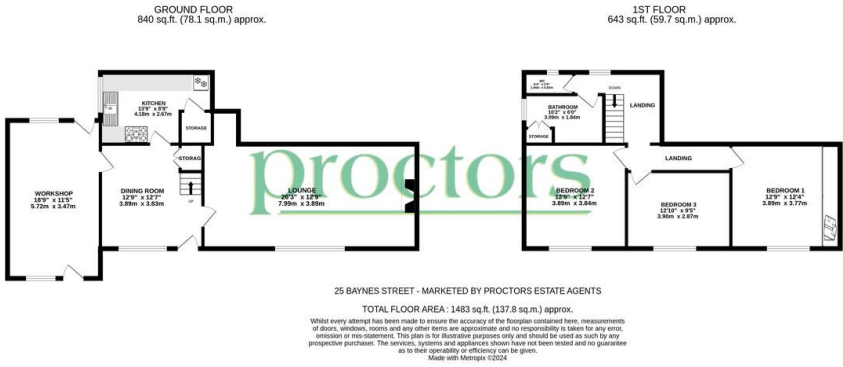 GROUND FLOOR
840 sq.ft. (78.1 sq.m.) approx.
1ST FLOOR
643 sq.ft. (59.7 sq.m.) approx.
KITCHEN
13'9" x 8'9"
4.18m x 2.67m
STORAGE
STORAG
WORKSHOP
18'9" x 11'5"
5.72m x 3.47m
DINING ROOM
12'9" x 12'7"
3.89m x 3.83m
UP
LOUNGE
26'3" x 12'9"
7.99m x 3.89m
DOWN
LANDING
BATHROOM
10'2" x 6'0"
3.09m x 1.84m
STORAGE
LANDING
BEDROOM 2
12'9" x 12'7"
3.89m x 3.84m
BEDROOM 3
12'10" x 9'5"
3.90m x 2.87m
BEDROOM 1
12'9" x 12'4"
3.89m x 3.77m
proctors
25 BAYNES STREET - MARKETED BY PROCTORS ESTATE AGENTS
TOTAL FLOOR AREA : 1483 sq.ft. (137.8 sq.m.) approx.
Whilst every attempt has been made to ensure the accuracy of the floorplan contained here, measurements
of doors, windows, rooms and any other items are approximate and no responsibility is taken for any error,
omission or mis-statement. This plan is for illustrative purposes only and should be used as such by any
prospective purchaser. The services, systems and appliances shown have not been tested and no guarantee
as to their operability or efficiency can be given.
Made with Metropix ©2024